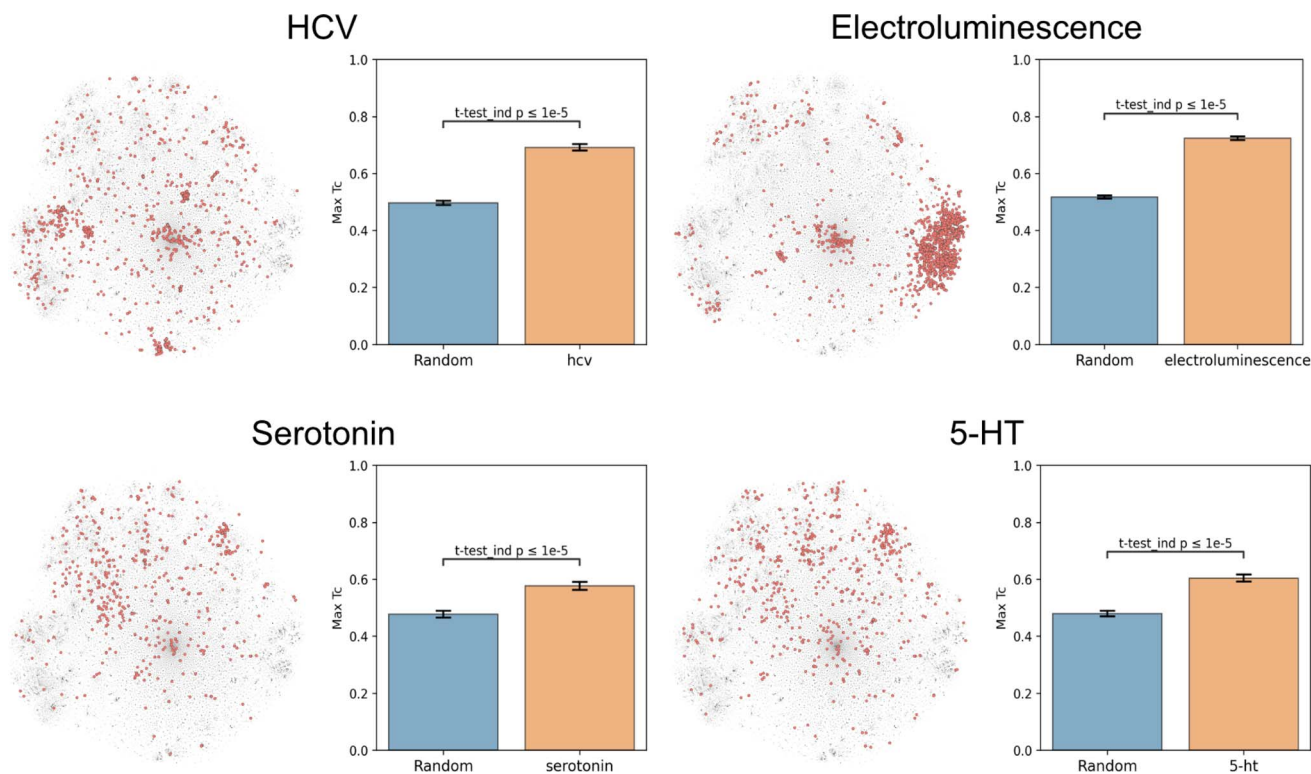 HCV
Electroluminescence
1.0
0.8
0.6
0.4
0.2
0.0
Max Tc
t-test_ind p ≤ 1e-5
Random
hcv
1.0
0.8
0.6
0.4
0.2
0.0
Max Tc
t-test_ind p ≤ 1e-5
Random
electroluminescence
Serotonin
5-HT
1.0
0.8
0.6
0.4
0.2
0.0
Max Tc
t-test_ind p ≤ 1e-5
Random
serotonin
1.0
0.8
0.6
0.4
0.2
0.0
Max Tc
t-test_ind p ≤ 1e-5
Random
5-ht